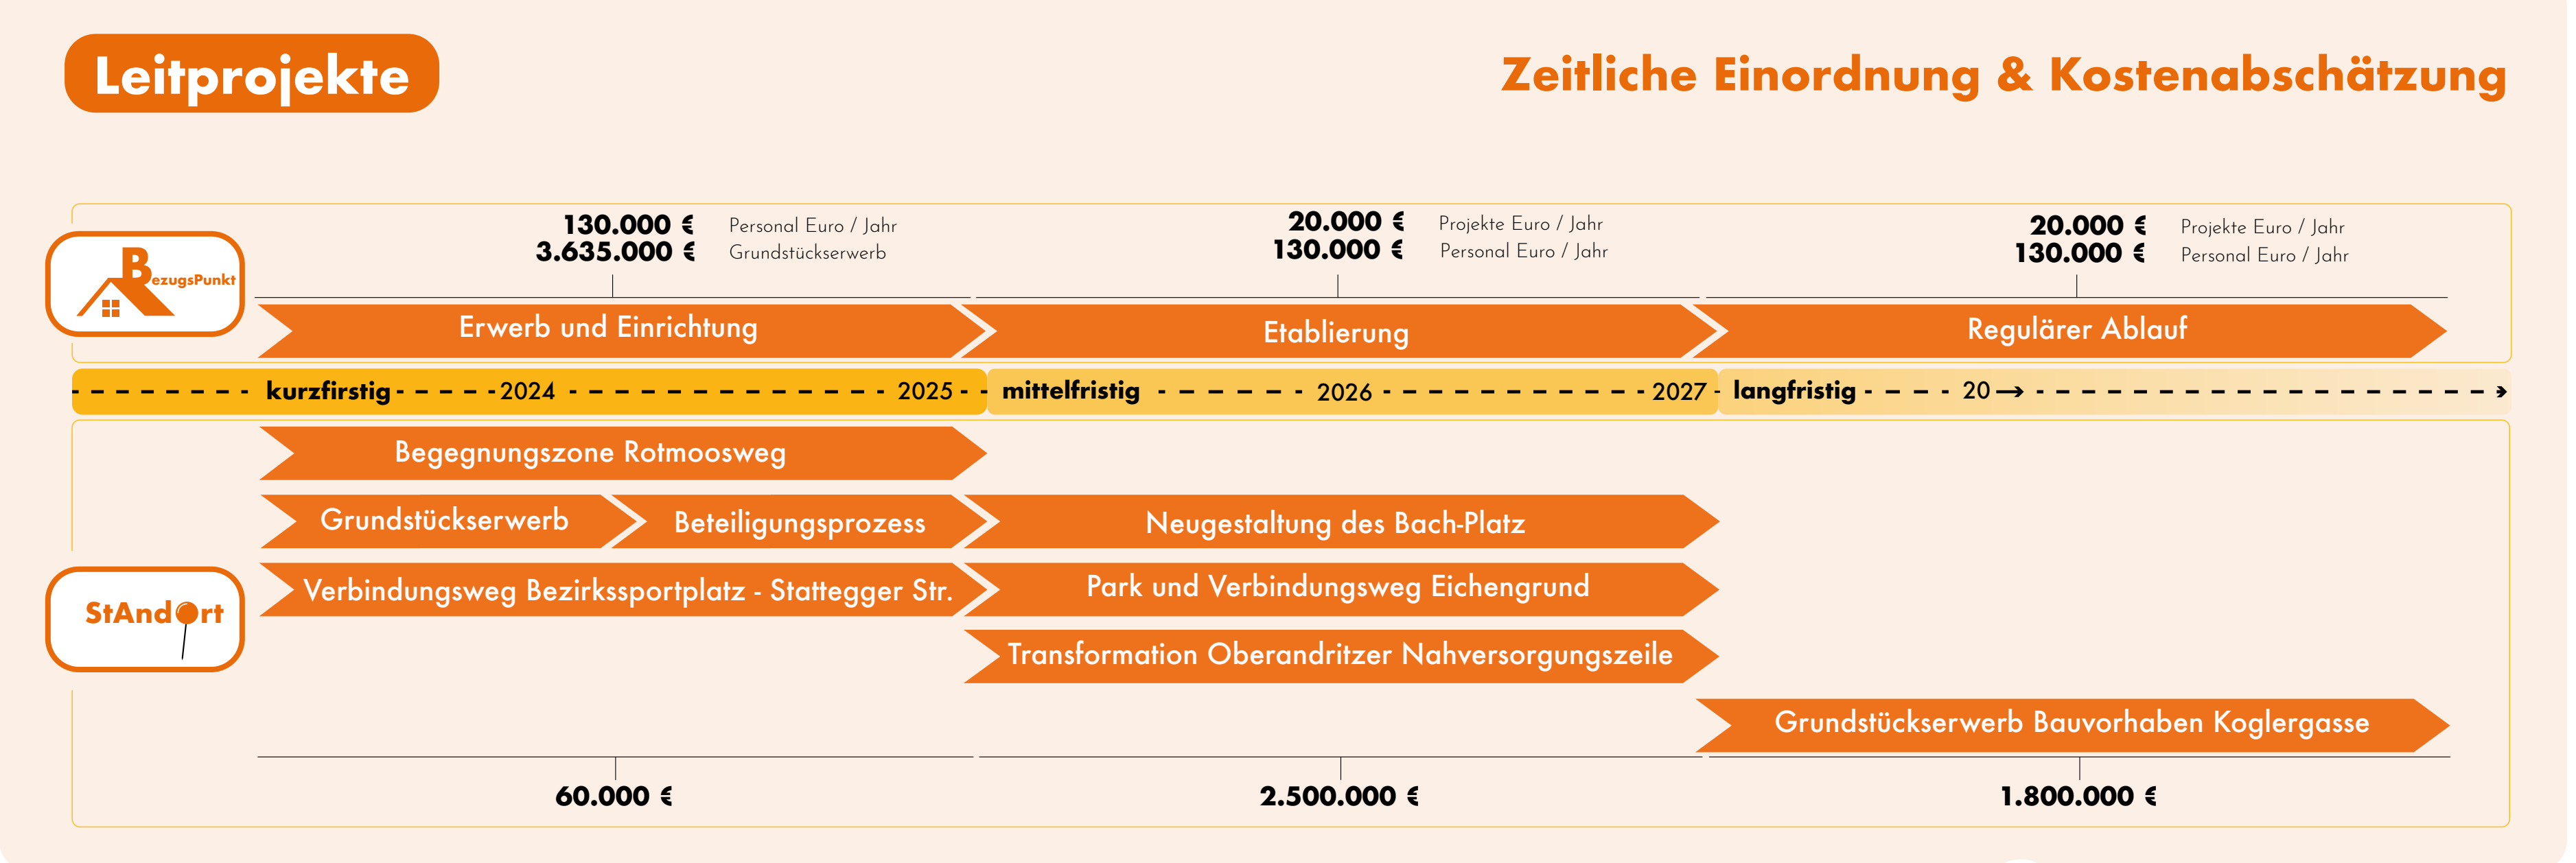 Leitprojekte
Zeitliche Einordnung & Kostenabschätzung
130.000 € Personal Euro / Jahr
3.635.000 € Grundstückserwerb
20.000 € Projekte Euro / Jahr
130.000 € Personal Euro / Jahr
20.000 € Projekte Euro / Jahr
130.000 € Personal Euro / Jahr
BezugsPunkt
Erwerb und Einrichtung
Etablierung
Regulärer Ablauf
kurzfirstig 2024 2025 mittelfristig 2026 2027 langfristig 20
Begegnungszone Rotmoosweg
Grundstückserwerb
Beteiligungsprozess
Neugestaltung des Bach-Platz
Verbindungsweg Bezirkssportplatz - Stattegger Str.
Park und Verbindungsweg Eichengrund
StAndOrt
Transformation Oberandritzer Nahversorgungszeile
Grundstückserwerb Bauvorhaben Koglergasse
60.000 €
2.500.000 €
1.800.000 €